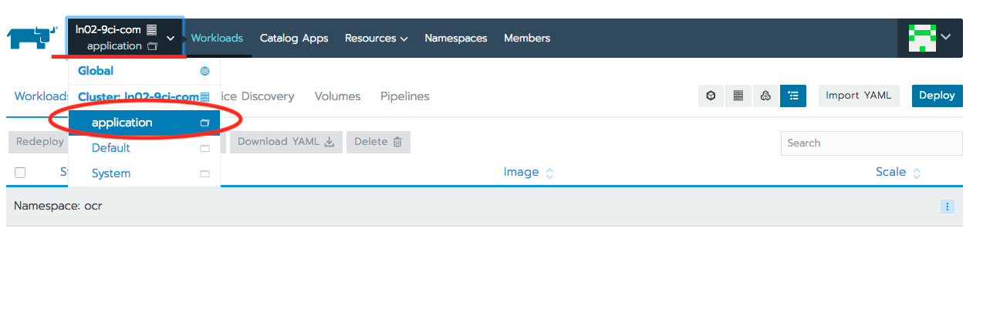 ln02-9ci-com
application
Workloads Catalog Apps Resources Namespaces Members
Global
Cluster: ln02-9ci-com
application
Default
System
Workloads ice Discovery Volumes Pipelines
Import YAML Deploy
Redeploy Download YAML Delete
Search
St Image Scale
Namespace: ocr